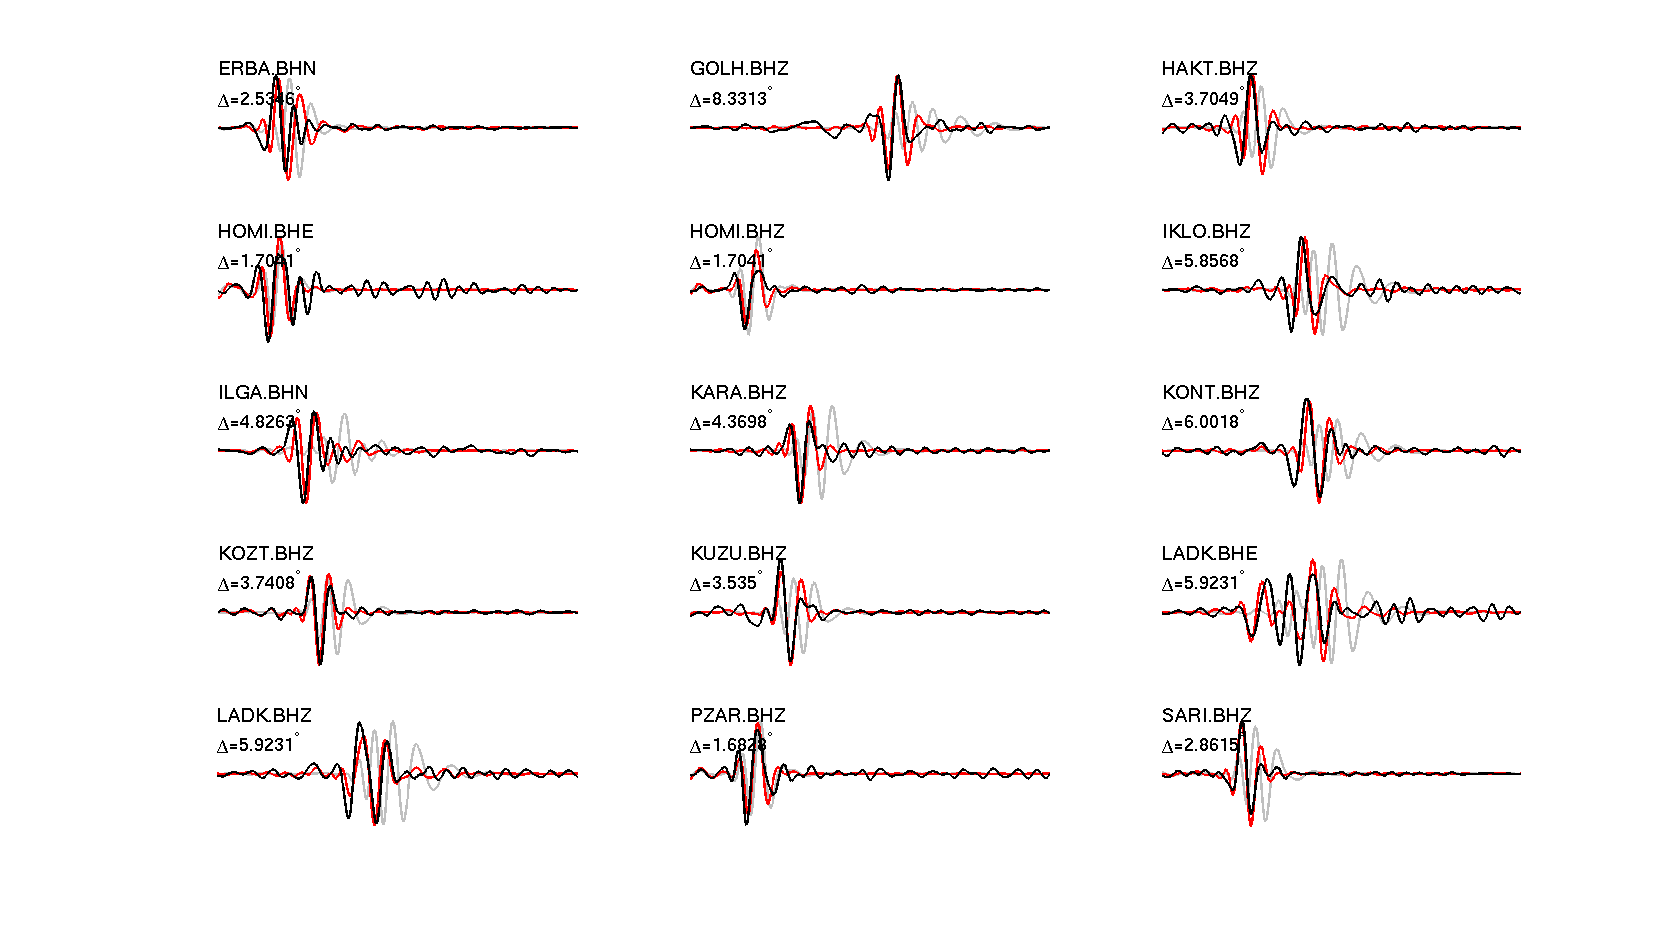 ERBA.BHN
Δ=2.5346°
GOLH.BHZ
Δ=8.3313°
HAKT.BHZ
Δ=3.7049°
HOMI.BHE
Δ=1.7041°
HOMI.BHZ
Δ=1.7041°
IKLO.BHZ
Δ=5.8568°
ILGA.BHN
Δ=4.8263°
KARA.BHZ
Δ=4.3698°
KONT.BHZ
Δ=6.0018°
KOZT.BHZ
Δ=3.7408°
KUZU.BHZ
Δ=3.535°
LADK.BHE
Δ=5.9231°
LADK.BHZ
Δ=5.9231°
PZAR.BHZ
Δ=1.6828°
SARI.BHZ
Δ=2.8615°